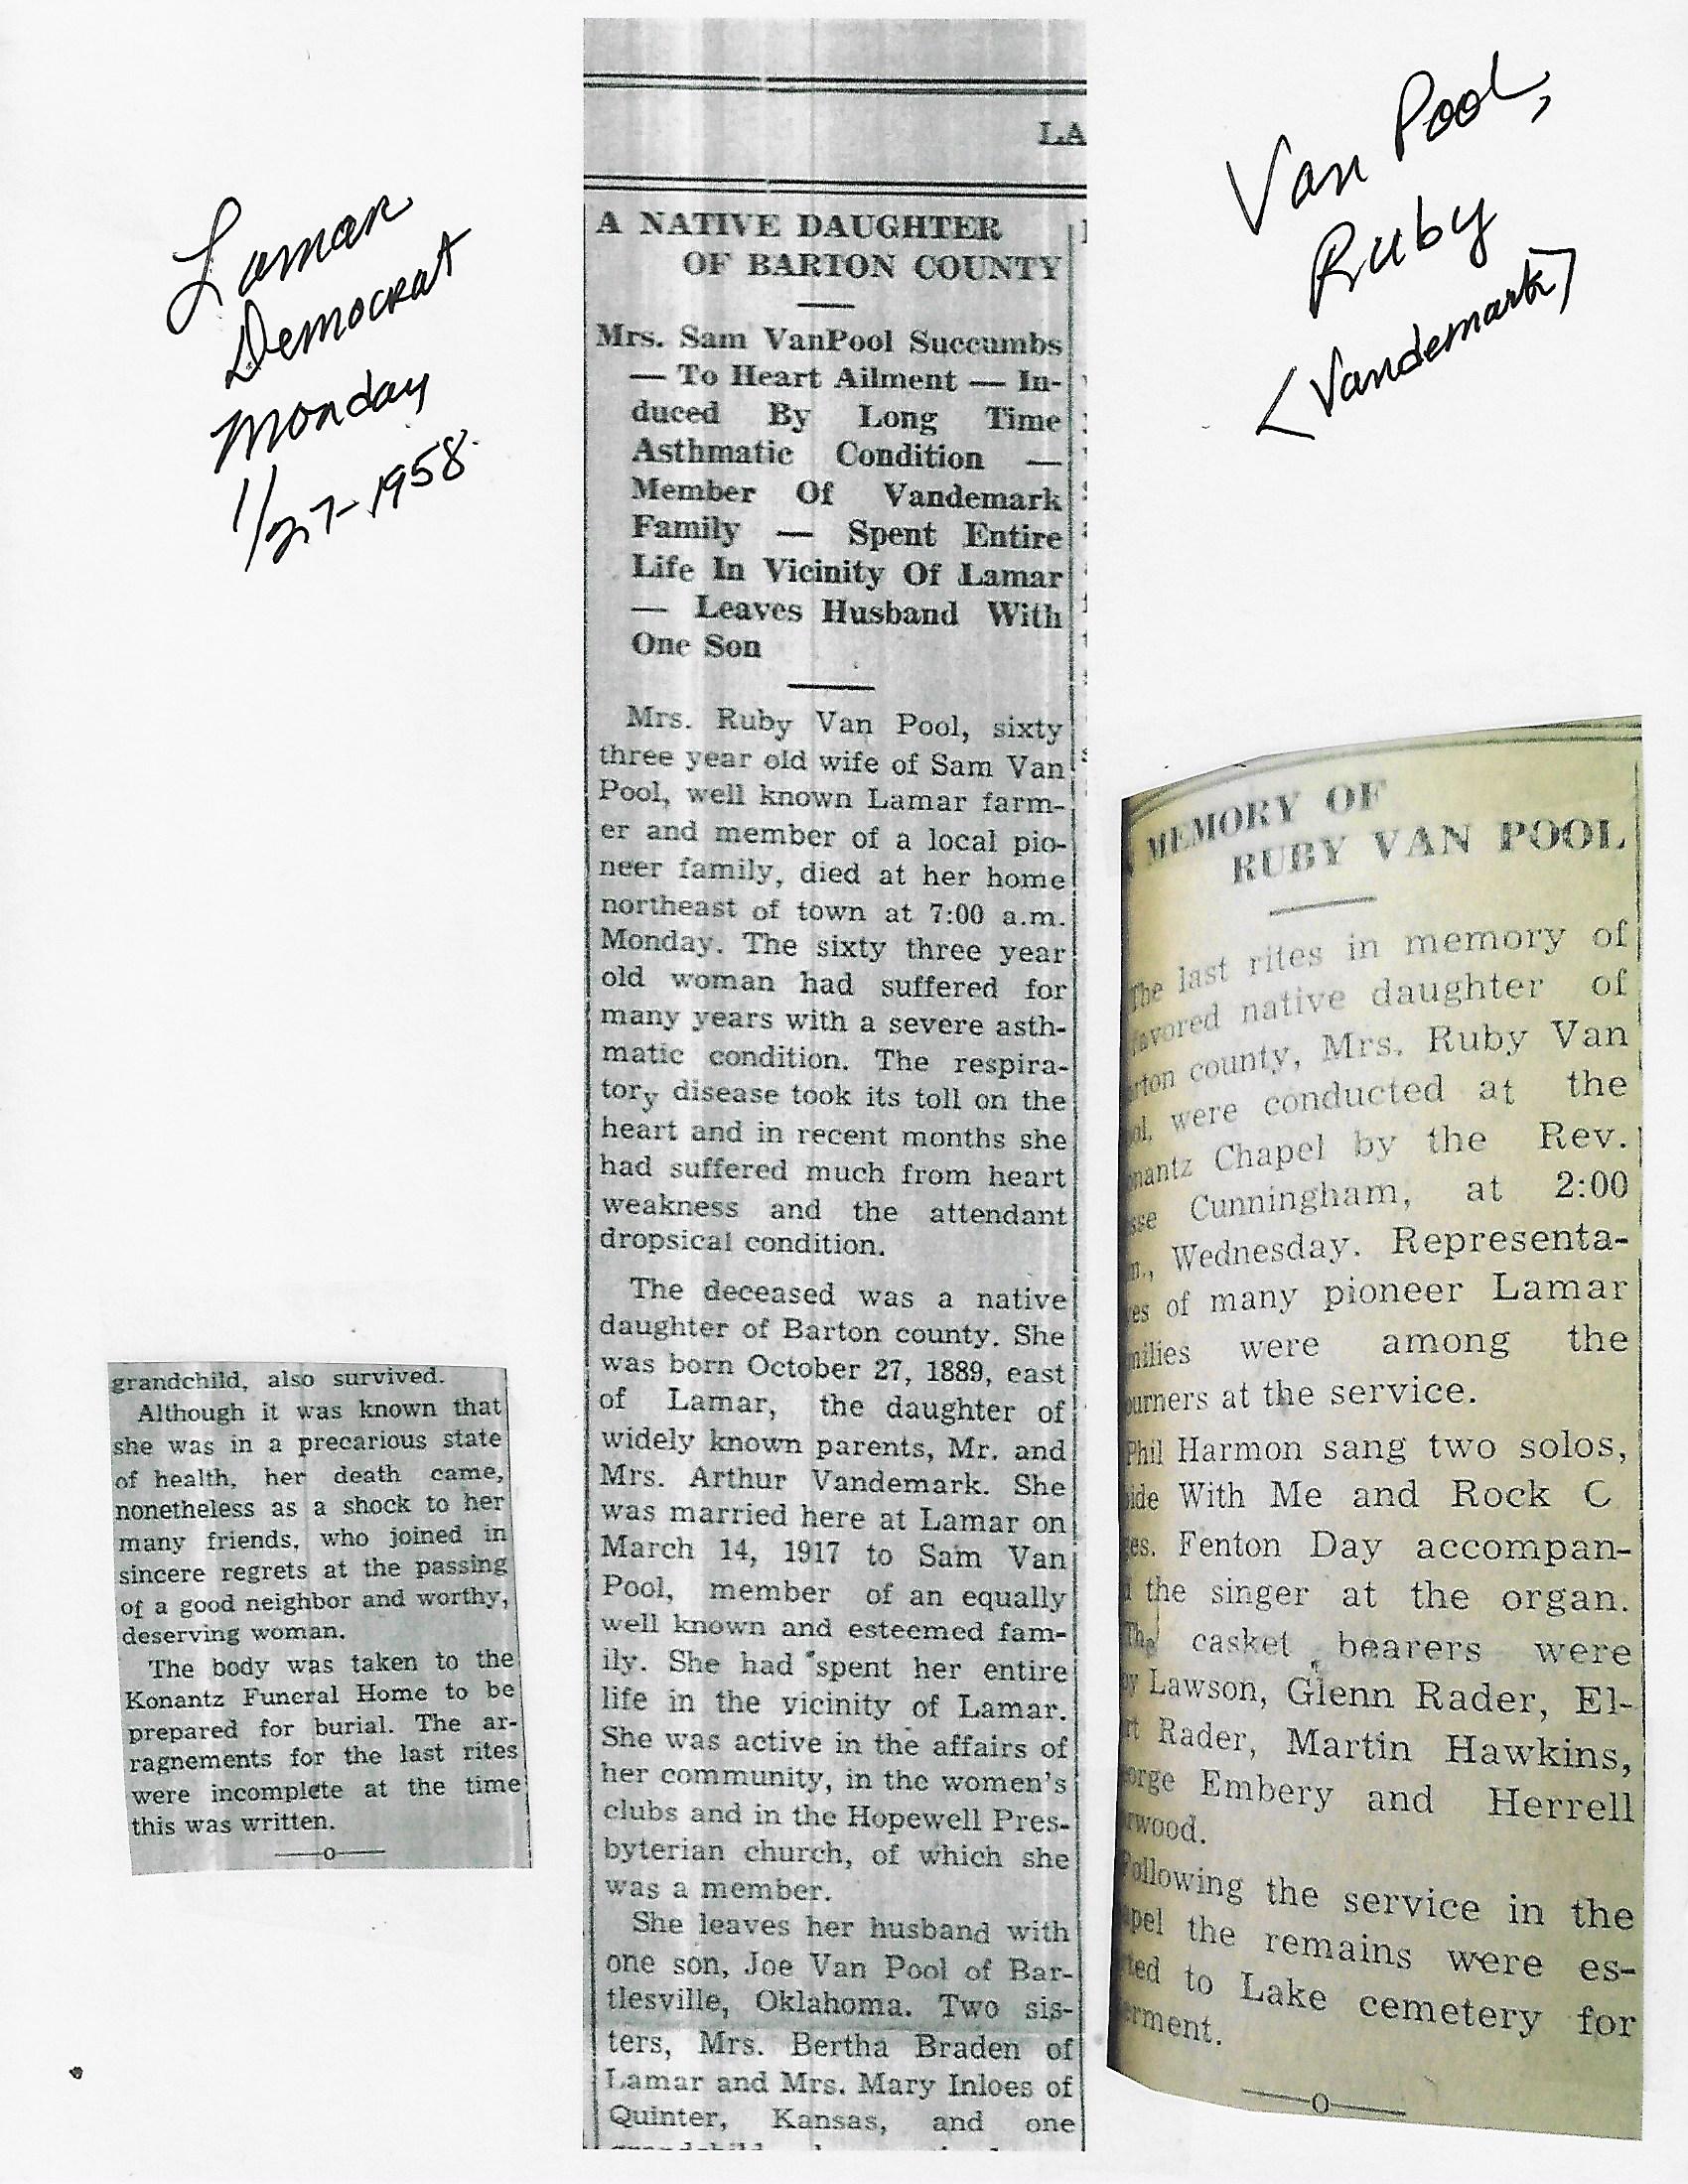 Lamar
Democrat
Monday
1/27-1958
Van Pool,
Ruby
<Vandemark>
LA
A NATIVE DAUGHTER
OF BARTON COUNTY
Mrs. Sam VanPool Succumbs
— To Heart Ailment — In-
duced By Long Time
Asthmatic Condition —
Member Of Vandemark
Family — Spent Entire
Life In Vicinity Of Lamar
— Leaves Husband With
One Son
Mrs. Ruby Van Pool, sixty
three year old wife of Sam Van
Pool, well known Lamar farm-
er and member of a local pio-
neer family, died at her home
northeast of town at 7:00 a.m.
Monday. The sixty three year
old woman had suffered for
many years with a severe asth-
matic condition. The respira-
tory disease took its toll on the
heart and in recent months she
had suffered much from heart
weakness and the attendant
dropsical condition.
The deceased was a native
daughter of Barton county. She
was born October 27, 1889, east
of Lamar, the daughter of
widely known parents, Mr. and
Mrs. Arthur Vandemark. She
was married here at Lamar on
March 14, 1917 to Sam Van
Pool, member of an equally
well known and esteemed fam-
ily. She had spent her entire
life in the vicinity of Lamar.
She was active in the affairs of
her community, in the women's
clubs and in the Hopewell Pres-
byterian church, of which she
was a member.
She leaves her husband with
one son, Joe Van Pool of Bar-
tlesville, Oklahoma. Two sis-
ters, Mrs. Bertha Braden of
Lamar and Mrs. Mary Inloes of
Quinter, Kansas, and one
grandchild, also survived.
Although it was known that
she was in a precarious state
of health, her death came,
nonetheless as a shock to her
many friends, who joined in
sincere regrets at the passing
of a good neighbor and worthy,
deserving woman.
The body was taken to the
Konantz Funeral Home to be
prepared for burial. The ar-
ragnements for the last rites
were incomplete at the time
this was written.
—o—
MEMORY OF
RUBY VAN POOL
The last rites in memory of
avored native daughter of
rton county, Mrs. Ruby Van
ol, were conducted at the
nantz Chapel by the Rev.
sse Cunningham, at 2:00
m., Wednesday. Representa-
es of many pioneer Lamar
milies were among the
ourners at the service.
Phil Harmon sang two solos,
ide With Me and Rock C
es. Fenton Day accompan-
d the singer at the organ.
The casket bearers were
y Lawson, Glenn Rader, El-
rt Rader, Martin Hawkins,
orge Embery and Herrell
rwood.
Following the service in the
pel the remains were es-
ted to Lake cemetery for
erment.
—o—